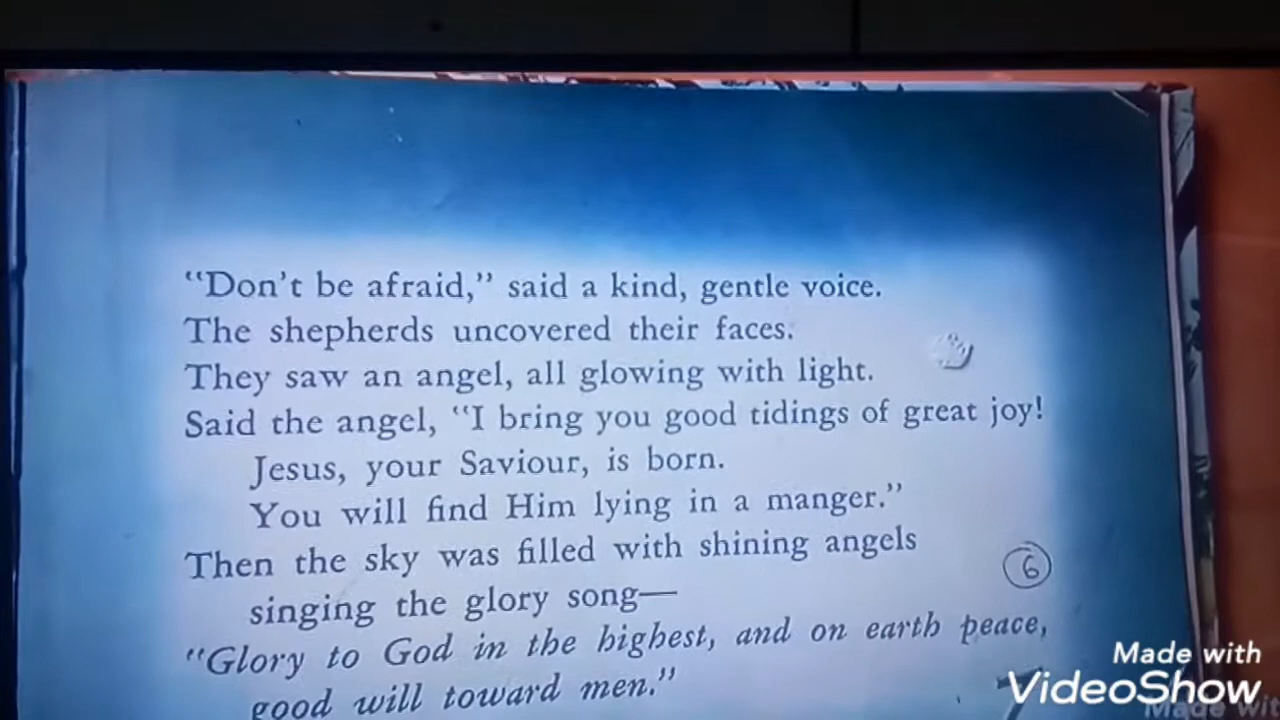 “Don’t be afraid,” said a kind, gentle voice.
The shepherds uncovered their faces.
They saw an angel, all glowing with light.
Said the angel, “I bring you good tidings of great joy!
Jesus, your Saviour, is born.
You will find Him lying in a manger.”
Then the sky was filled with shining angels
singing the glory song—
6
“Glory to God in the highest, and on earth peace,
good will toward men.”
Made with
VideoShow
Made wit